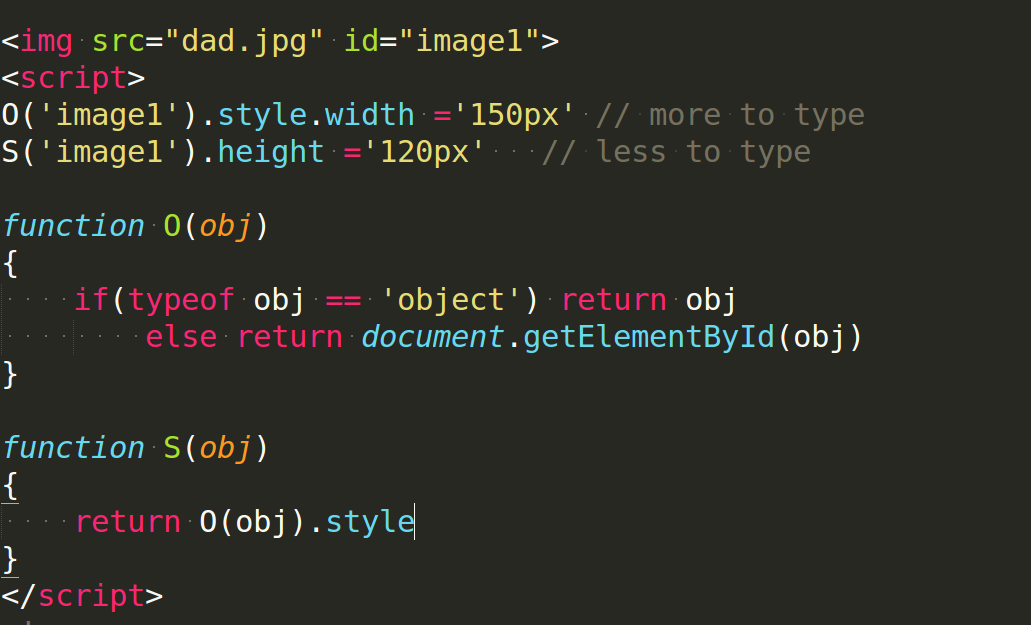 <img src="dad.jpg" id="image1">
<script>
O('image1').style.width ='150px' // more to type
S('image1').height ='120px'   // less to type
function O(obj)
{
    if(typeof obj == 'object') return obj
        else return document.getElementById(obj)
}
function S(obj)
{
    return O(obj).style
}
</script>